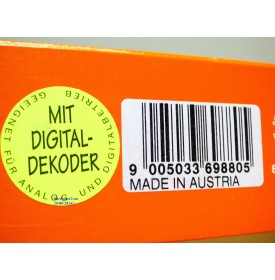 GEEIGNET FÜR ANALOG UND DIGITALBETRIEB
MIT
DIGITAL-
DEKODER
9 005033 698805
MADE IN AUSTRIA